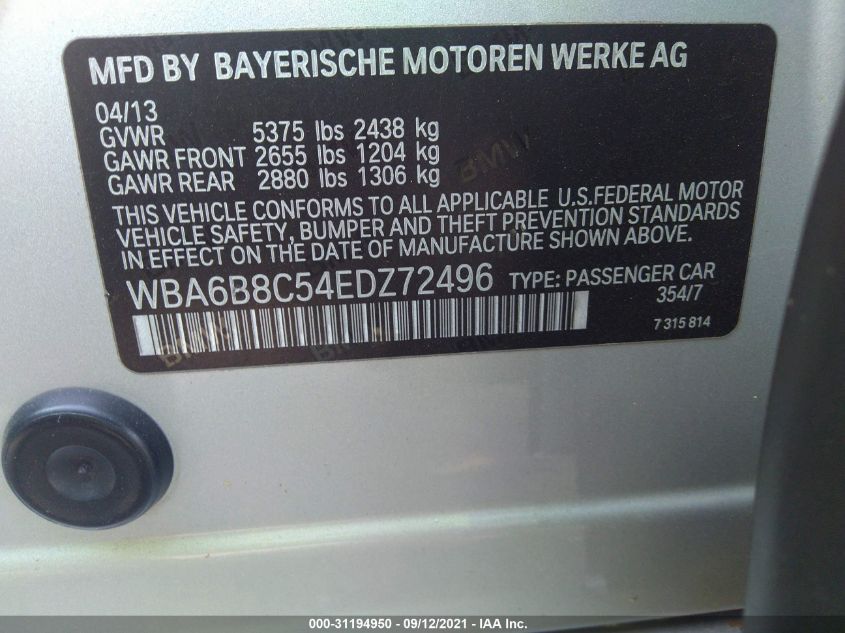 MFD BY BAYERISCHE MOTOREN WERKE AG
04/13
GVWR 5375 lbs 2438 kg
GAWR FRONT 2655 lbs 1204 kg
GAWR REAR 2880 lbs 1306 kg
THIS VEHICLE CONFORMS TO ALL APPLICABLE U.S.FEDERAL MOTOR
VEHICLE SAFETY, BUMPER AND THEFT PREVENTION STANDARDS
IN EFFECT ON THE DATE OF MANUFACTURE SHOWN ABOVE.
WBA6B8C54EDZ72496 TYPE: PASSENGER CAR
354/7
7 315 814
BMW
BMW
000-31194950 - 09/12/2021 - IAA Inc.